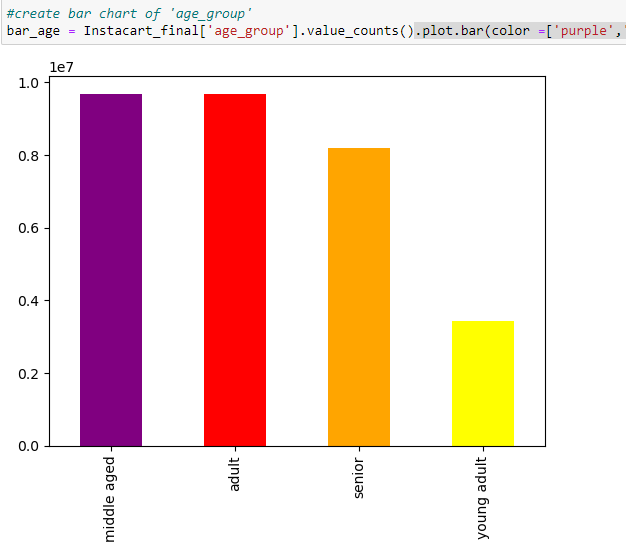 #create bar chart of 'age_group'
bar_age = Instacart_final['age_group'].value_counts().plot.bar(color =['purple',
1e7
1.0
0.8
0.6
0.4
0.2
0.0
middle aged
adult
senior
young adult